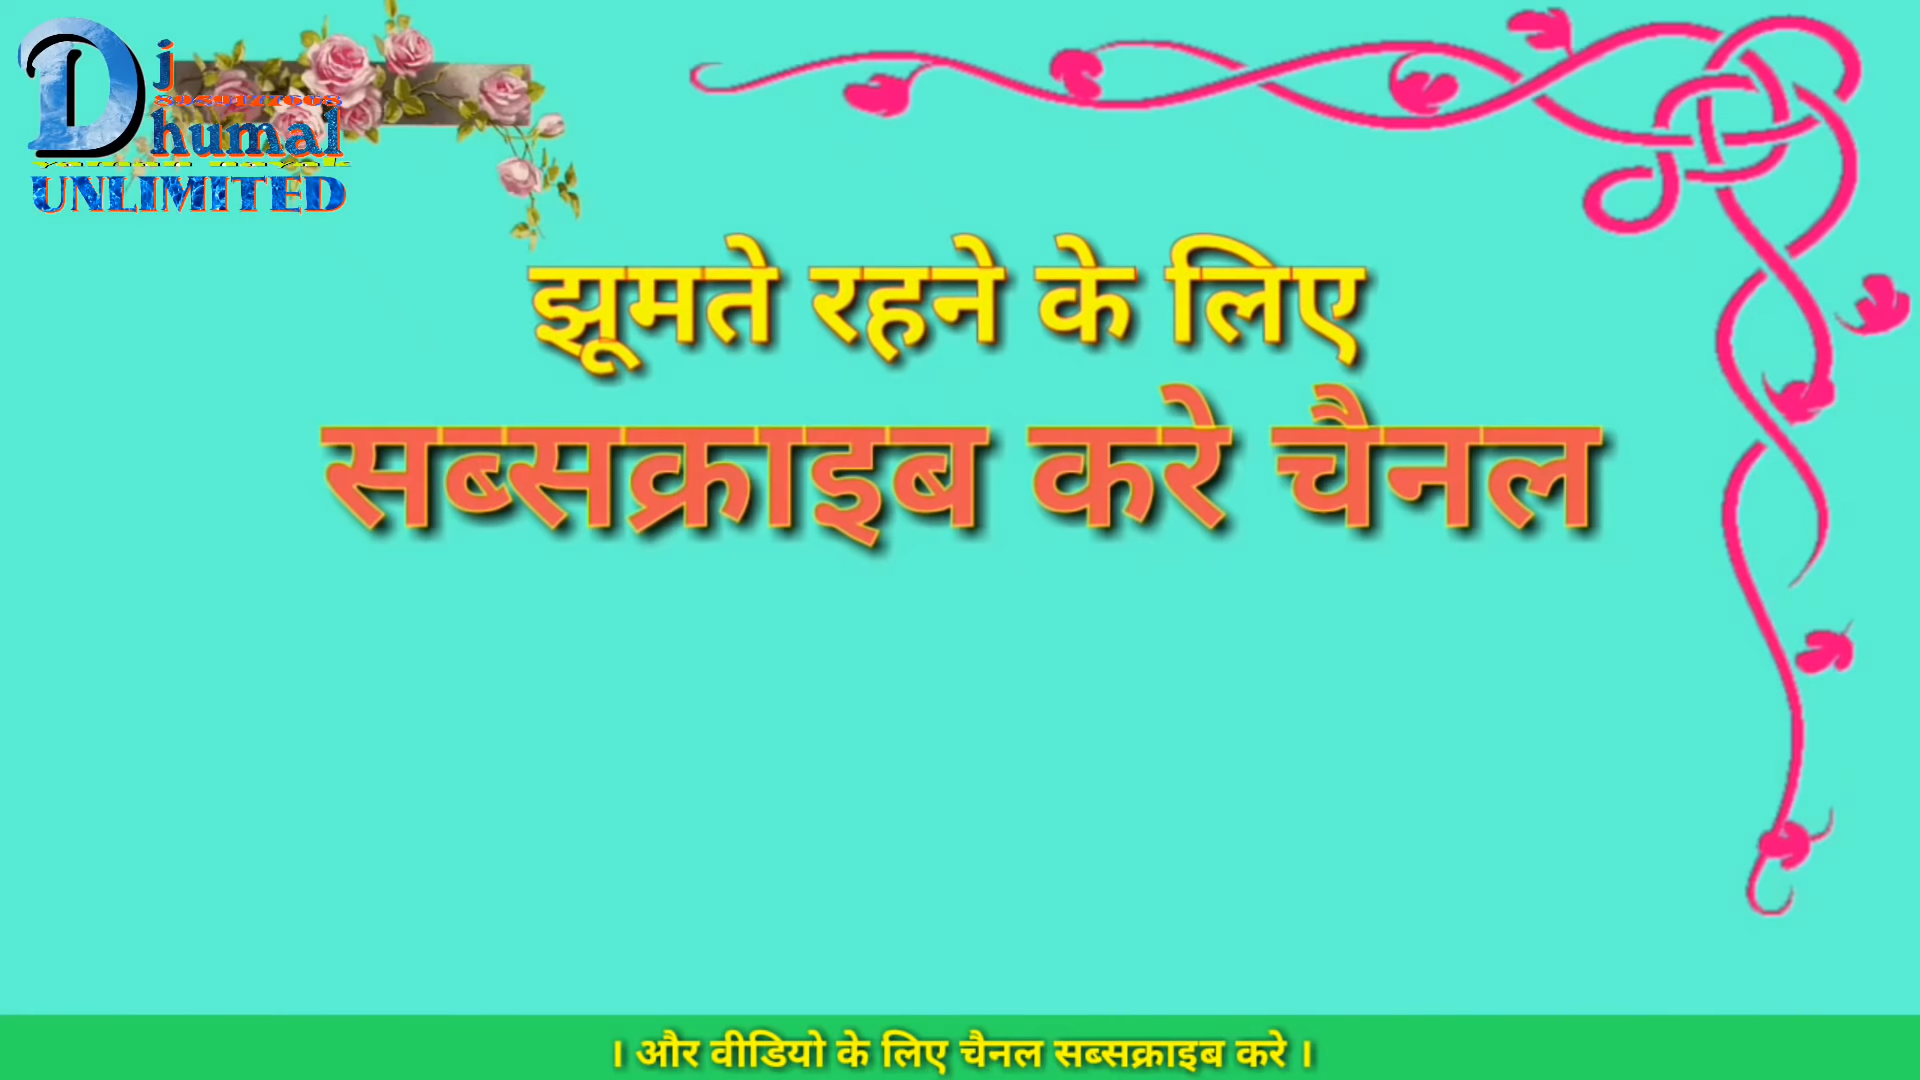 Dj
Dhumal
UNLIMITED
झूमते रहने के लिए
सब्सक्राइब करे चैनल
। और वीडियो के लिए चैनल सब्सक्राइब करे ।